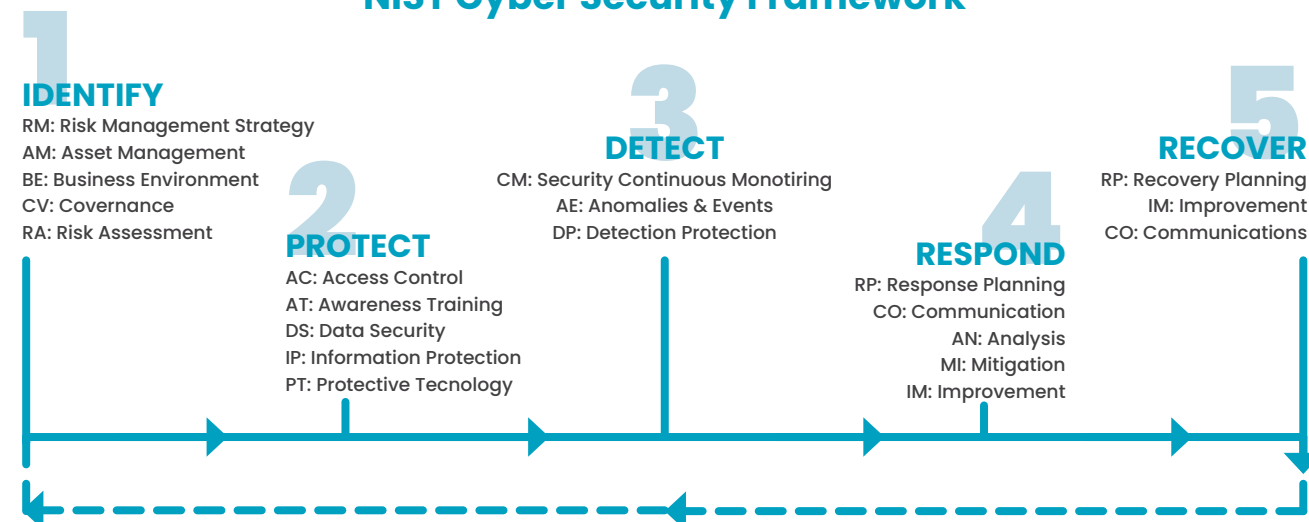 NIST Cyber Security Framework
1
IDENTIFY
RM: Risk Management Strategy
AM: Asset Management
BE: Business Environment
CV: Covernance
RA: Risk Assessment
2
PROTECT
AC: Access Control
AT: Awareness Training
DS: Data Security
IP: Information Protection
PT: Protective Tecnology
3
DETECT
CM: Security Continuous Monotiring
AE: Anomalies & Events
DP: Detection Protection
4
RESPOND
RP: Response Planning
CO: Communication
AN: Analysis
MI: Mitigation
IM: Improvement
5
RECOVER
RP: Recovery Planning
IM: Improvement
CO: Communications